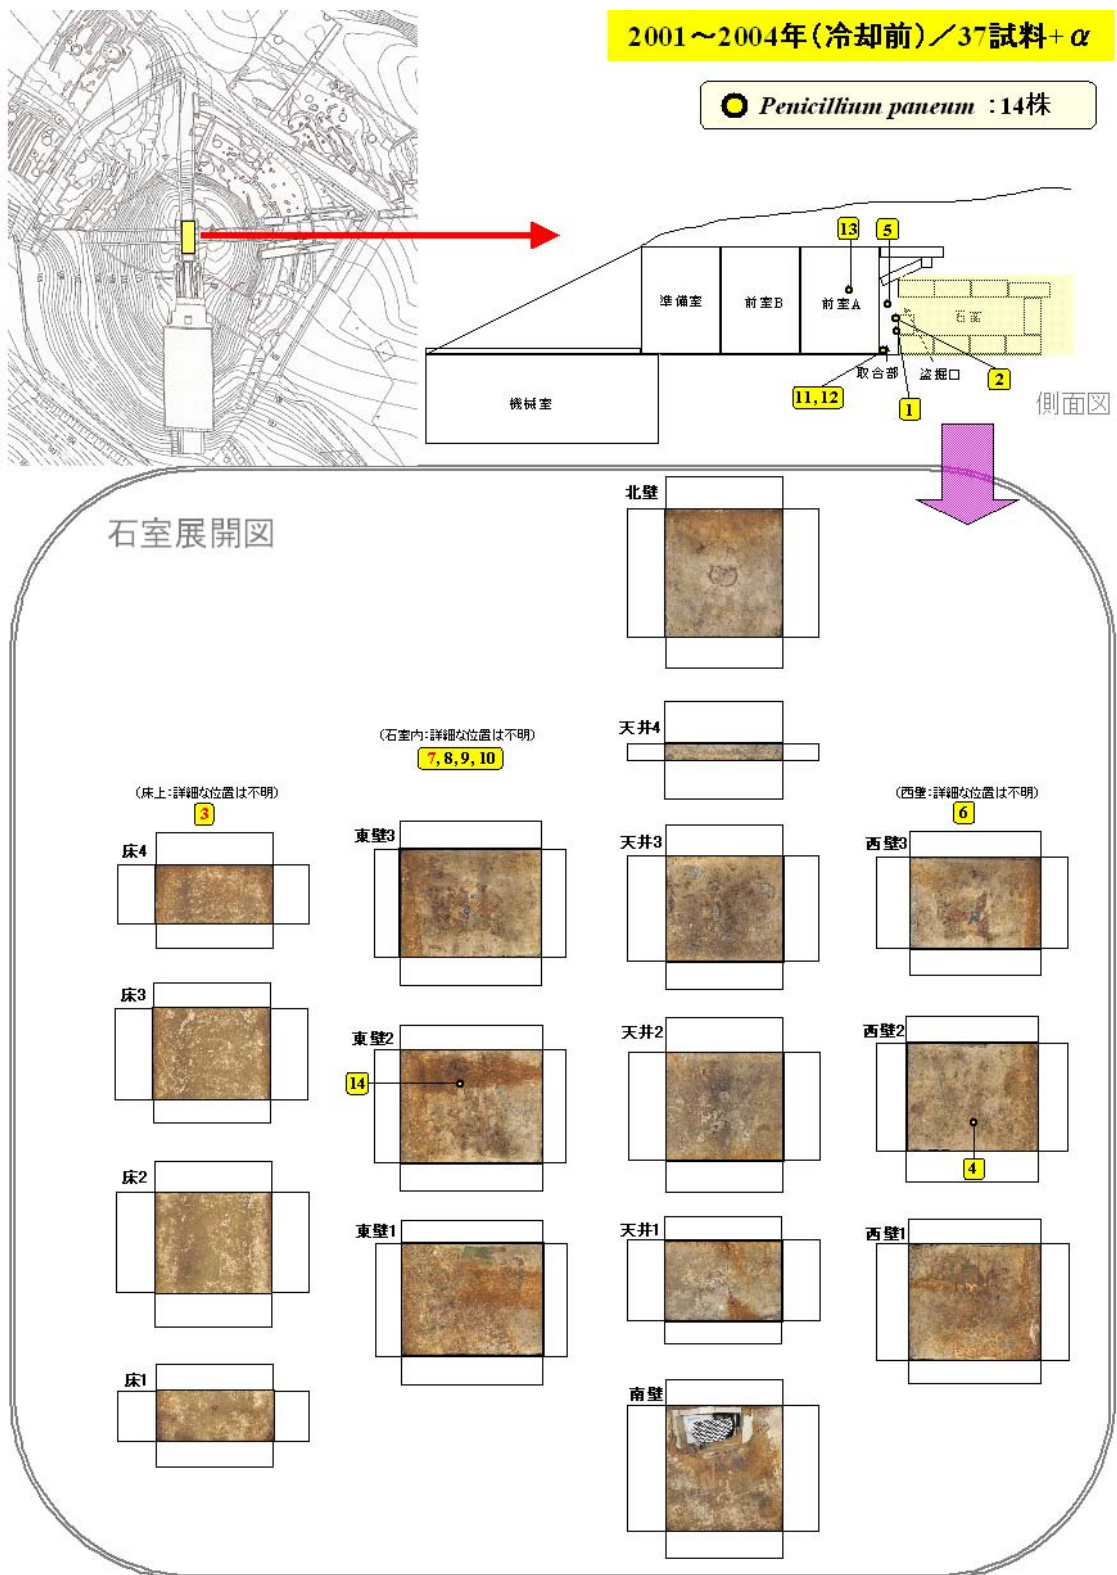 2001～2004年(冷却前)／37試料+α
Penicillium paneum ：14株
13
5
準備室
前室B
前室A
石室
取合部
盗掘口
2
11, 12
1
機械室
側面図
石室展開図
北壁
天井4
(石室内：詳細な位置は不明)
7, 8, 9, 10
(床上：詳細な位置は不明)
3
(西壁：詳細な位置は不明)
6
床4
東壁3
天井3
西壁3
床3
東壁2
天井2
西壁2
14
4
床2
東壁1
天井1
西壁1
床1
南壁